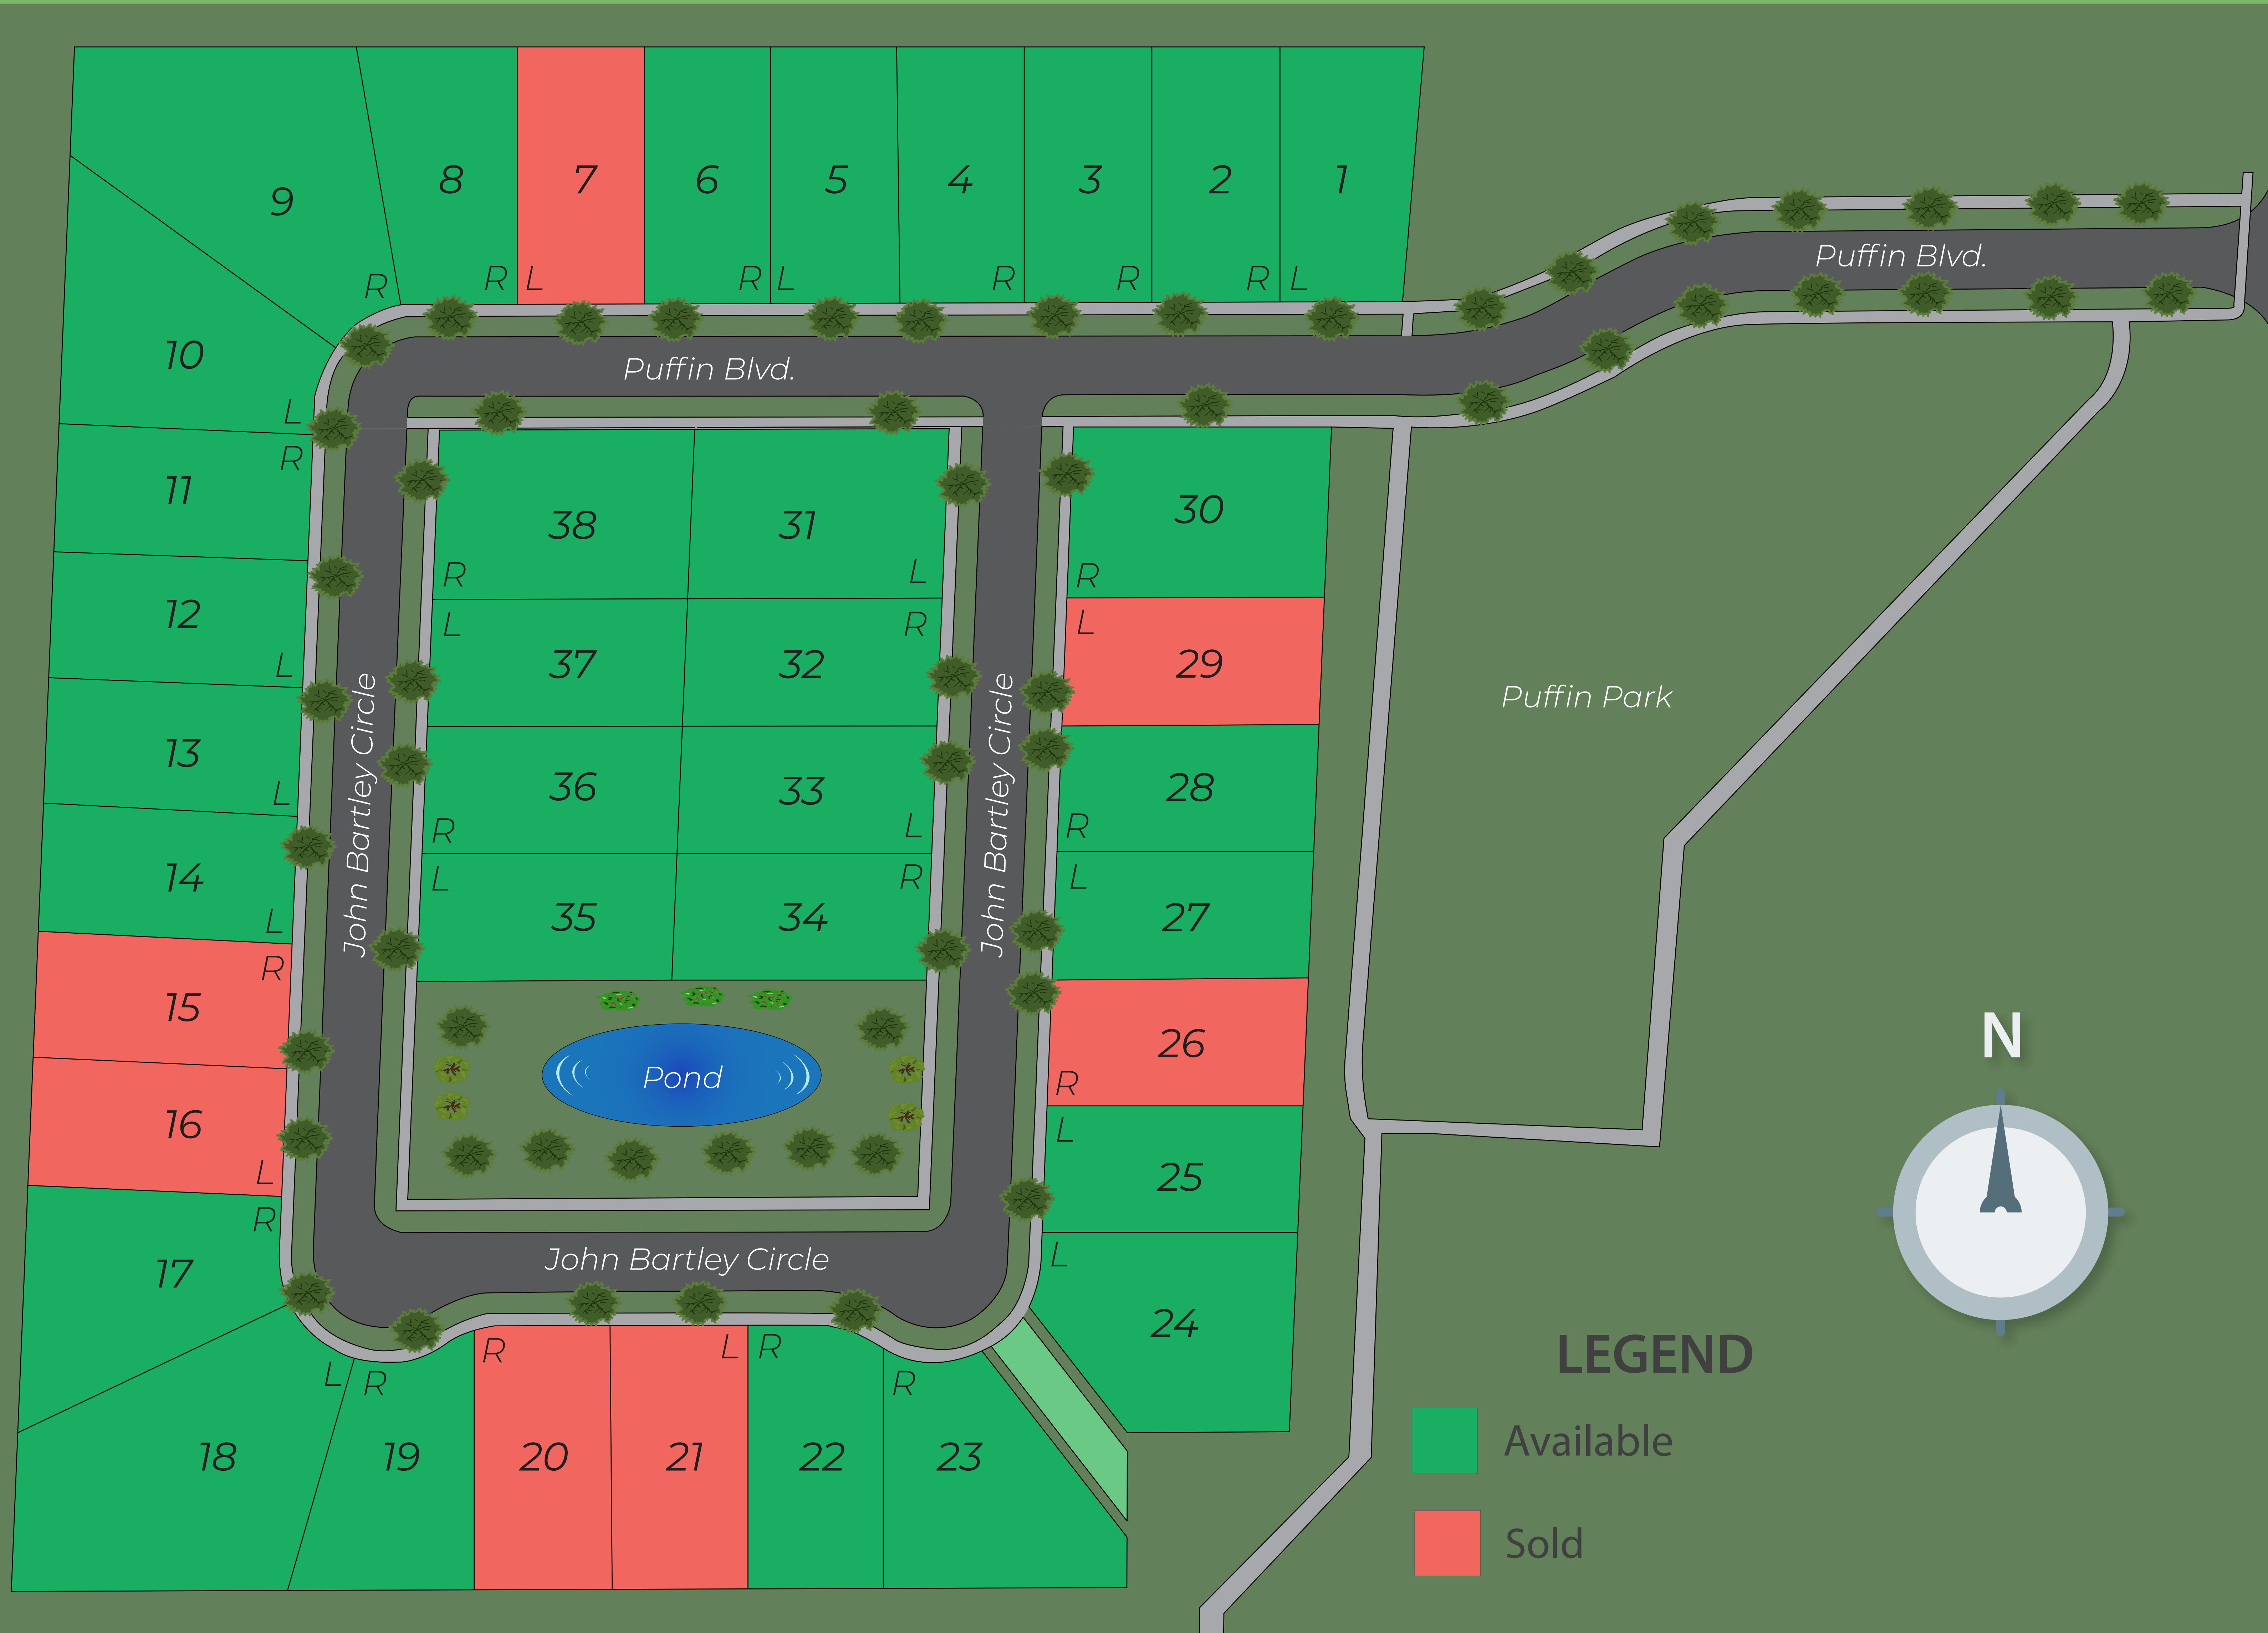 8
7
6
5
4
3
2
1
9
R
R
L
R
L
R
R
R
L
Puffin Blvd.
Puffin Blvd.
10
L
R
11
12
L
13
L
14
L
R
15
16
L
R
17
John Bartley Circle
38
31
R
L
L
R
37
32
36
33
R
L
L
R
35
34
Pond
John Bartley Circle
30
R
L
29
28
R
L
27
26
R
L
25
L
24
Puffin Park
John Bartley Circle
L
R
R
L
R
R
18
19
20
21
22
23
N
LEGEND
Available
Sold